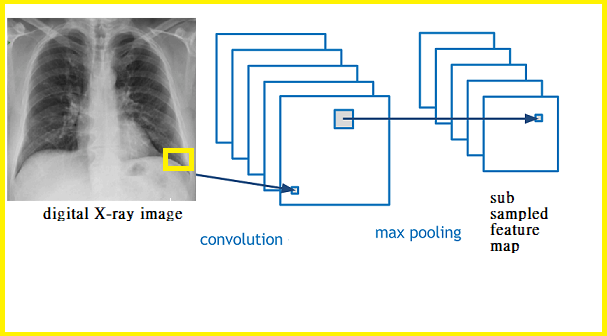 digital X-ray image
convolution
max pooling
sub
sampled
feature
map